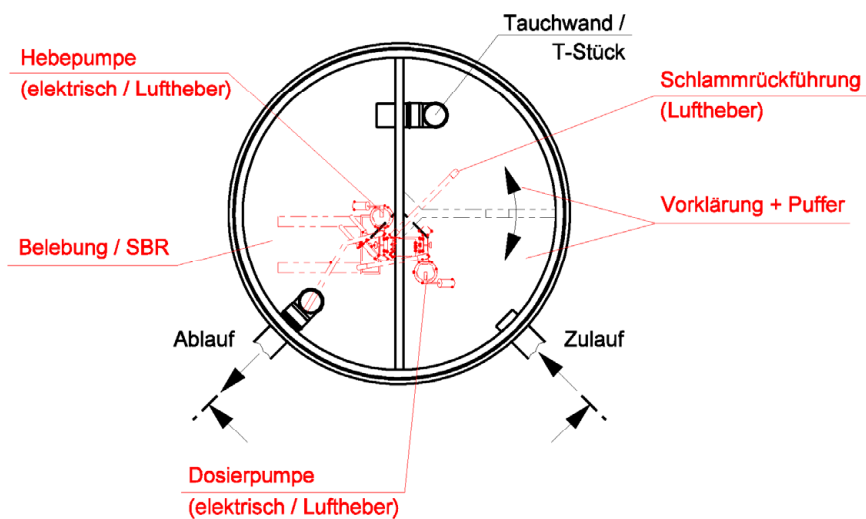 Tauchwand /
T-Stück
Hebepumpe
(elektrisch / Luftheber)
Schlammrückführung
(Luftheber)
Vorklärung + Puffer
Belebung / SBR
Ablauf
Zulauf
Dosierpumpe
(elektrisch / Luftheber)